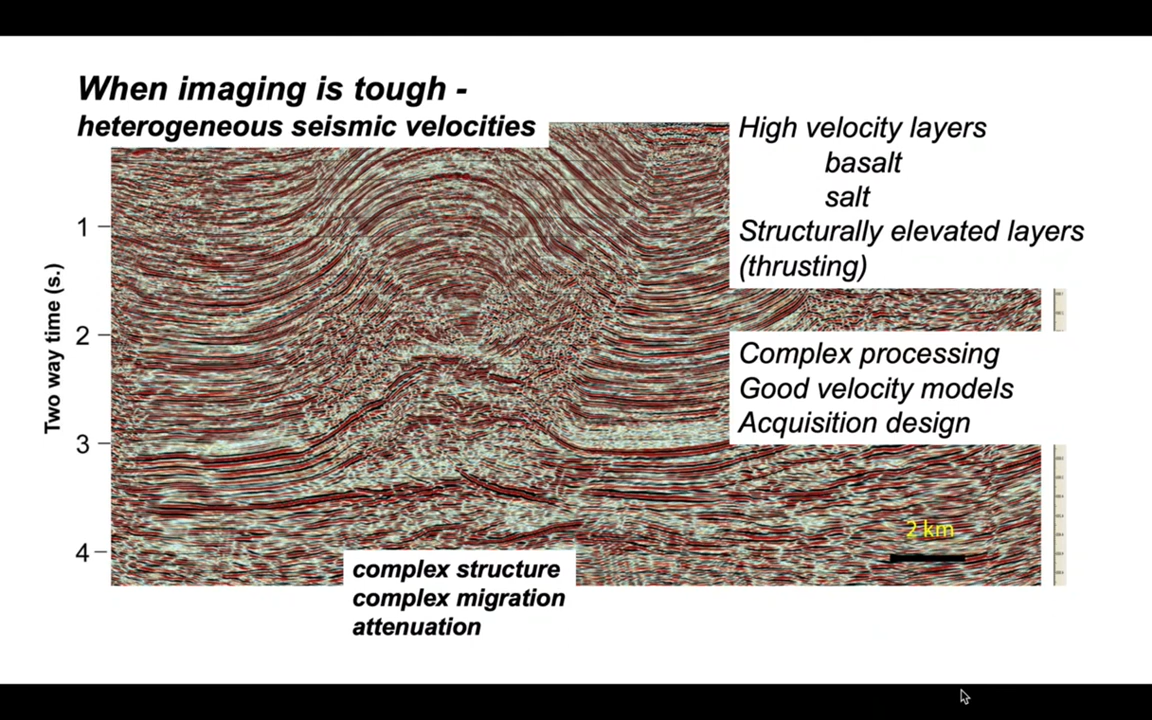 When imaging is tough -
heterogeneous seismic velocities
High velocity layers
basalt
salt
Structurally elevated layers
(thrusting)
Complex processing
Good velocity models
Acquisition design
Two way time (s.)
1
2
3
4
2 km
complex structure
complex migration
attenuation